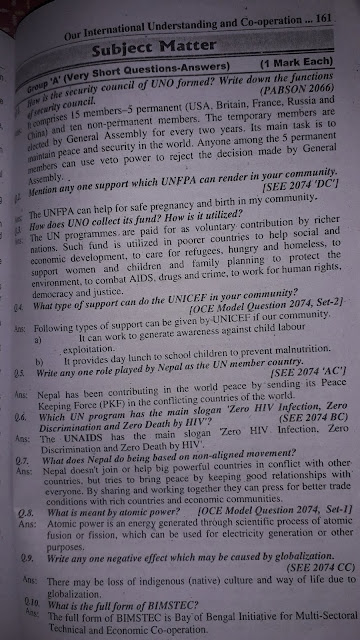 Our International Understanding and Co-operation ... 161
Subject Matter
Group 'A' (Very Short Questions-Answers) (1 Mark Each)
How is the security council of UNO formed? Write down the functions
of security council. (PABSON 2066)
It comprises 15 members–5 permanent (USA, Britain, France, Russia and
China) and ten non-permanent members. The temporary members are
elected by General Assembly for every two years. Its main task is to
maintain peace and security in the world. Anyone among the 5 permanent
members can use veto power to reject the decision made by General
Assembly.
Mention any one support which UNFPA can render in your community.
[SEE 2074 'DC']
The UNFPA can help for safe pregnancy and birth in my community.
How does UNO collect its fund? How is it utilized?
The UN programmes are paid for as voluntary contribution by richer
nations. Such fund is utilized in poorer countries to help social and
economic development, to care for refugees, hungry and homeless, to
support women and children and family planning to protect the
environment, to combat AIDS, drugs and crime, to work for human rights,
democracy and justice.
Q.4. What type of support can do the UNICEF in your community?
[OCE Model Question 2074, Set-2]
Ans: Following types of support can be given by UNICEF if our community.
a) It can work to generate awareness against child labour
exploitation.
b) It provides day lunch to school children to prevent malnutrition.
Q.5. Write any one role played by Nepal as the UN member country.
[SEE 2074 'AC']
Ans: Nepal has been contributing in the world peace by sending its Peace
Keeping Force (PKF) in the conflicting countries of the world.
Q.6. Which UN program has the main slogan 'Zero HIV Infection, Zero
Discrimination and Zero Death by HIV'? (SEE 2074 BC)
Ans: The UNAIDS has the main slogan 'Zero HIV Infection, Zero
Discrimination and Zero Death by HIV'.
Q.7. What does Nepal do being based on non-aligned movement?
Ans: Nepal doesn't join or help big powerful countries in conflict with other
countries, but tries to bring peace by keeping good relationships with
everyone. By sharing and working together they can press for better trade
conditions with rich countries and economic communities.
Q.8. What is meant by atomic power? [OCE Model Question 2074, Set-1]
Ans: Atomic power is an energy generated through scientific process of atomic
fusion or fission, which can be used for electricity generation or other
purposes.
Q.9. Write any one negative effect which may be caused by globalization.
(SEE 2074 CC)
Ans: There may be loss of indigenous (native) culture and way of life due to
globalization.
Q.10. What is the full form of BIMSTEC?
Ans: The full form of BIMSTEC is Bay of Bengal Initiative for Multi-Sectoral
Technical and Economic Co-operation.